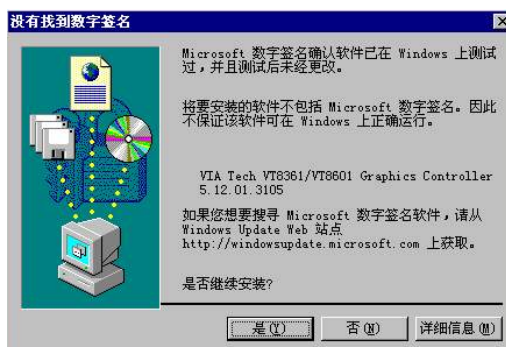 没有找到数字签名
Microsoft 数字签名确认软件已在 Windows 上测试
过，并且测试后未经更改。
将要安装的软件不包括 Microsoft 数字签名。因此
不保证该软件可在 Windows 上正确运行。
VIA Tech VT8361/VT8601 Graphics Controller
5.12.01.3105
如果您想要搜寻 Microsoft 数字签名软件，请从
Windows Update Web 站点
http://windowsupdate.microsoft.com 上获取。
是否继续安装?
是(Y) 否(N) 详细信息(M)